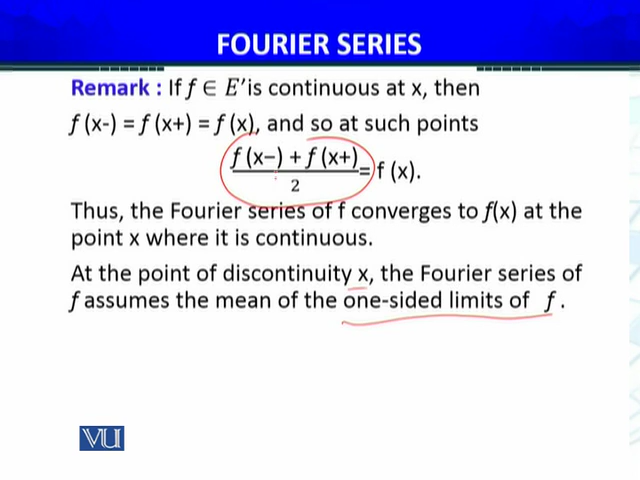 FOURIER SERIES
Remark : If f ∈ E'is continuous at x, then
f (x-) = f (x+) = f (x), and so at such points
f (x−) + f (x+)
2
= f (x).
Thus, the Fourier series of f converges to f(x) at the
point x where it is continuous.
At the point of discontinuity x, the Fourier series of
f assumes the mean of the one-sided limits of f .
VU